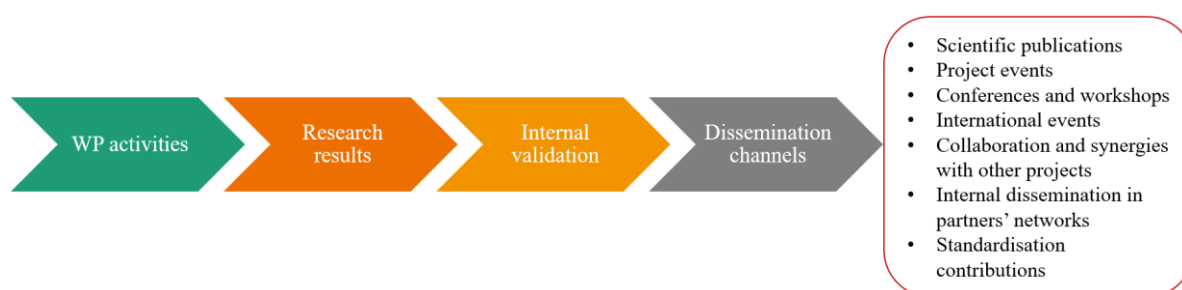 WP activities
Research
results
Internal
validation
Dissemination
channels
• Scientific publications
• Project events
• Conferences and workshops
• International events
• Collaboration and synergies
with other projects
• Internal dissemination in
partners’ networks
• Standardisation
contributions